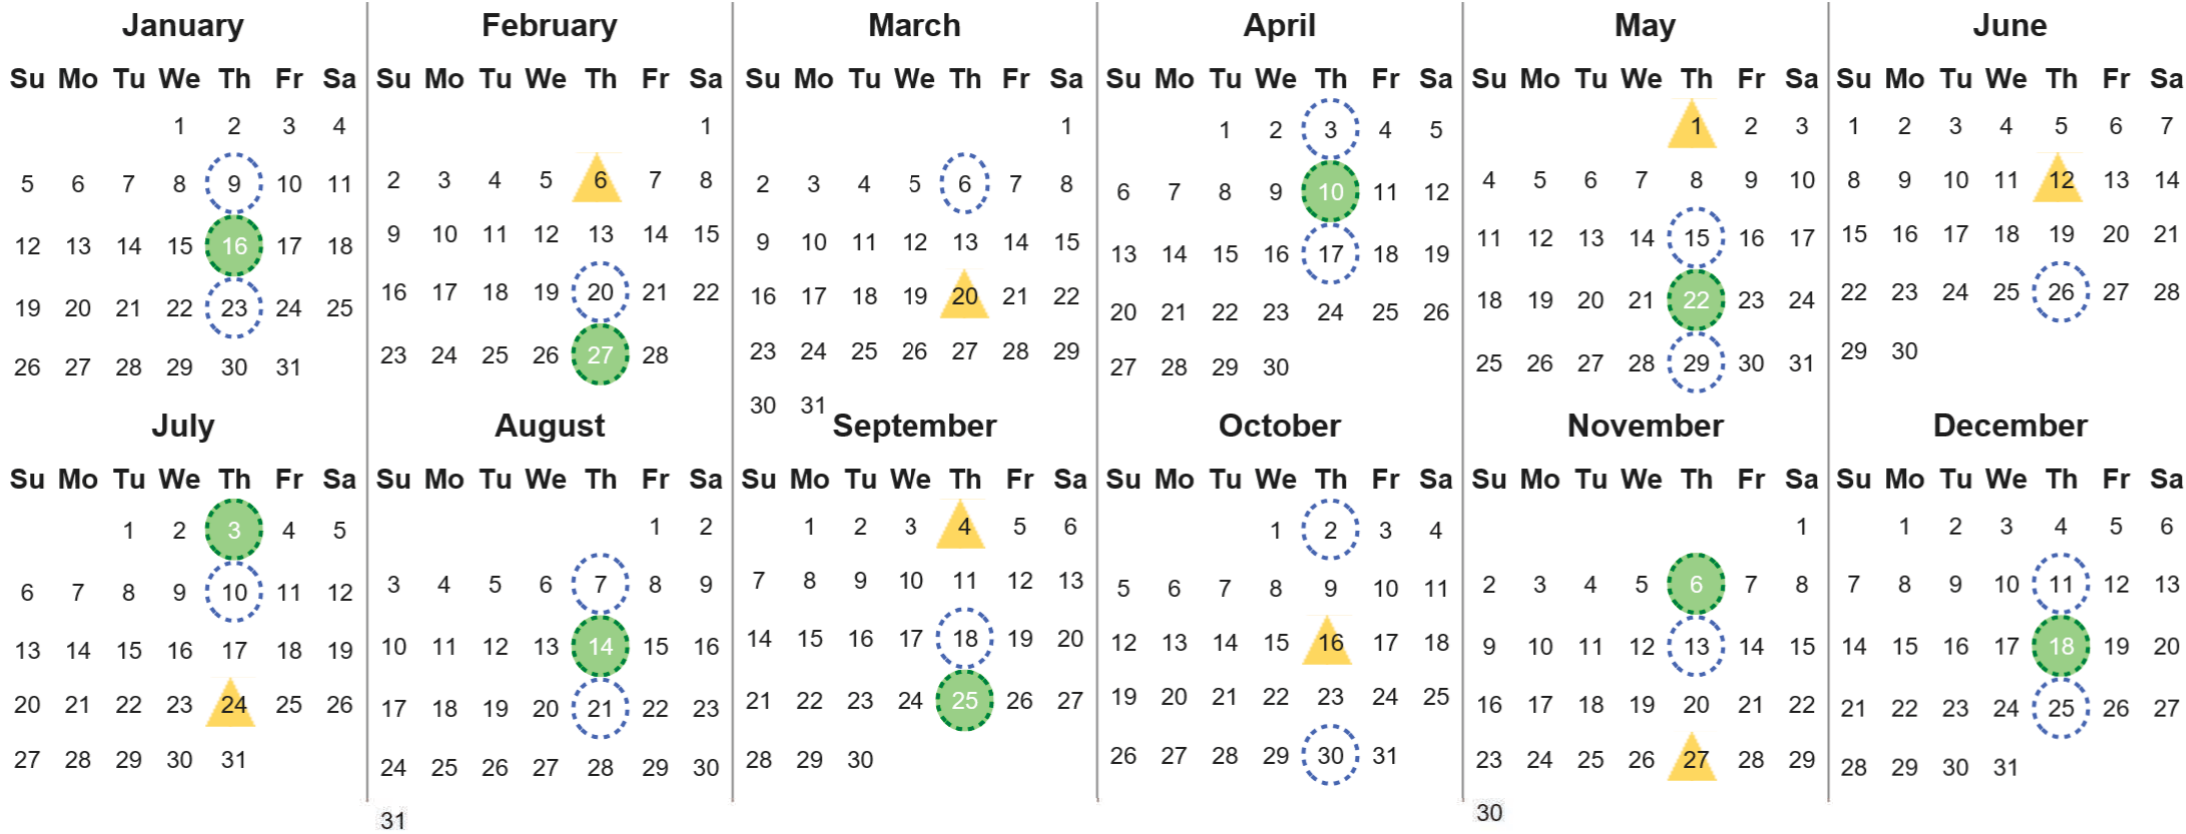 January
Su Mo Tu We Th Fr Sa
1 2 3 4
5 6 7 8 9 10 11
12 13 14 15 16 17 18
19 20 21 22 23 24 25
26 27 28 29 30 31
February
Su Mo Tu We Th Fr Sa
1
2 3 4 5 6 7 8
9 10 11 12 13 14 15
16 17 18 19 20 21 22
23 24 25 26 27 28
March
Su Mo Tu We Th Fr Sa
1
2 3 4 5 6 7 8
9 10 11 12 13 14 15
16 17 18 19 20 21 22
23 24 25 26 27 28 29
30 31
April
Su Mo Tu We Th Fr Sa
1 2 3 4 5
6 7 8 9 10 11 12
13 14 15 16 17 18 19
20 21 22 23 24 25 26
27 28 29 30
May
Su Mo Tu We Th Fr Sa
1 2 3
4 5 6 7 8 9 10
11 12 13 14 15 16 17
18 19 20 21 22 23 24
25 26 27 28 29 30 31
June
Su Mo Tu We Th Fr Sa
1 2 3 4 5 6 7
8 9 10 11 12 13 14
15 16 17 18 19 20 21
22 23 24 25 26 27 28
29 30
July
Su Mo Tu We Th Fr Sa
1 2 3 4 5
6 7 8 9 10 11 12
13 14 15 16 17 18 19
20 21 22 23 24 25 26
27 28 29 30 31
August
Su Mo Tu We Th Fr Sa
1 2
3 4 5 6 7 8 9
10 11 12 13 14 15 16
17 18 19 20 21 22 23
24 25 26 27 28 29 30
31
September
Su Mo Tu We Th Fr Sa
1 2 3 4 5 6
7 8 9 10 11 12 13
14 15 16 17 18 19 20
21 22 23 24 25 26 27
28 29 30
October
Su Mo Tu We Th Fr Sa
1 2 3 4
5 6 7 8 9 10 11
12 13 14 15 16 17 18
19 20 21 22 23 24 25
26 27 28 29 30 31
November
Su Mo Tu We Th Fr Sa
1
2 3 4 5 6 7 8
9 10 11 12 13 14 15
16 17 18 19 20 21 22
23 24 25 26 27 28 29
30
December
Su Mo Tu We Th Fr Sa
1 2 3 4 5 6
7 8 9 10 11 12 13
14 15 16 17 18 19 20
21 22 23 24 25 26 27
28 29 30 31